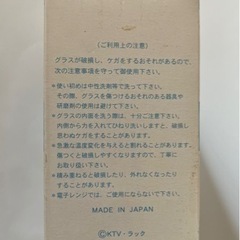 (ご利用上の注意)
グラスが破損し、ケガをするおそれがあるので、
次の注意事項を守って御使用下さい。
*使い初めは中性洗剤等で洗って下さい。
その際、グラスを傷つけるおそれのある器具や
研磨剤の使用は避けて下さい。
*グラスの内面を洗う際は、十分ご注意下さい。
内側から力を入れてひねったりしますと、破損し
思わぬケガをすることがあります。
*急激な温度変化を与えると割れることがあります。
傷つくと破損しやすくなりますので、丁寧に
お取り扱い下さい。
*積み重ねると破損したり、外れなくなったり
することがあります。
*電子レンジでは、ご使用にならないで下さい。
MADE IN JAPAN
©KTV・ラック